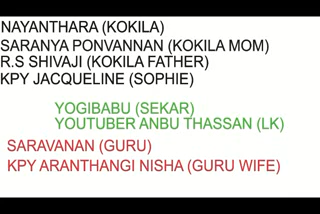 NAYANTHARA (KOKILA)
SARANYA PONVANNAN (KOKILA MOM)
R.S SHIVAJI (KOKILA FATHER)
KPY JACQUELINE (SOPHIE)
YOGIBABU (SEKAR)
YOUTUBER ANBU THASSAN (LK)
SARAVANAN (GURU)
KPY ARANTHANGI NISHA (GURU WIFE)